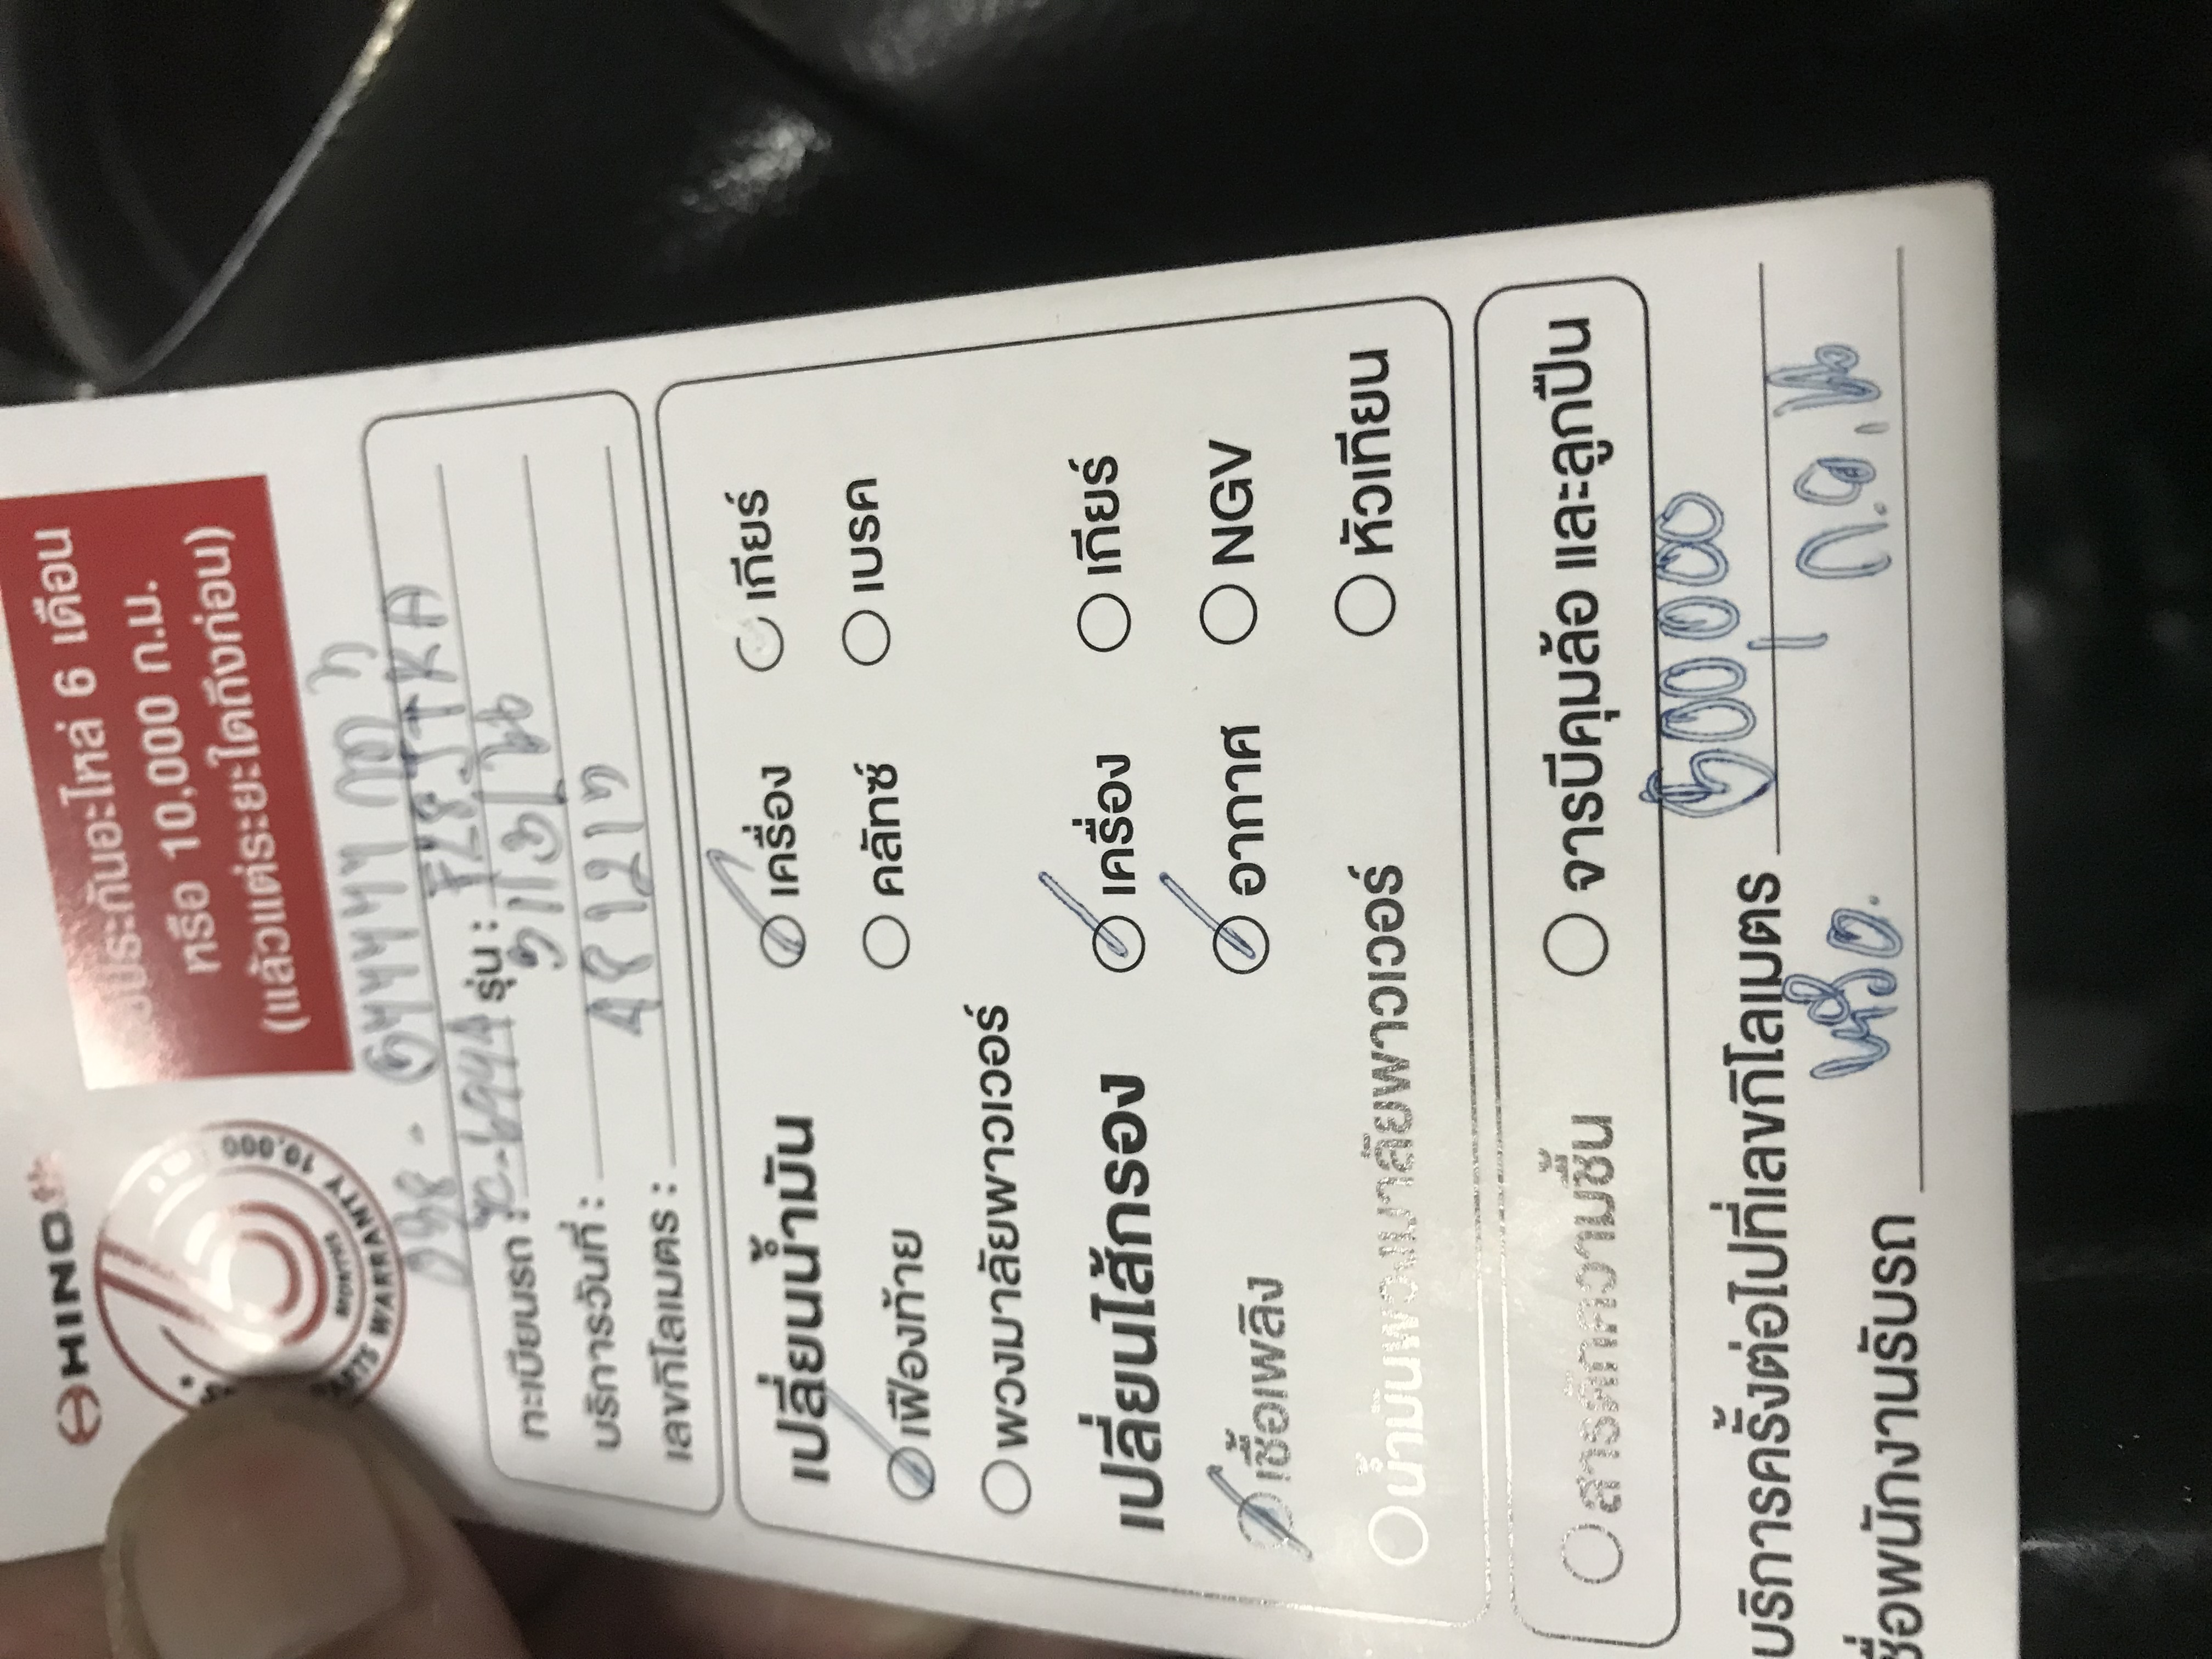 HINO
รับประกันอะไหล่ 6 เดือน
หรือ 10,000 ก.ม.
(แล้วแต่ระยะใดถึงก่อน)
MONTHS
PARTS WARRANTY 10,000
ทะเบียนรถ : รุ่น : FL8JTKA
บริการวันที่ : 31/3/
เลขกิโลเมตร : 481217
เปลี่ยนน้ำมัน เครื่อง เกียร์
เฟืองท้าย คลัทซ์ เบรค
พวงมาลัยพาวเวอร์
เปลี่ยนไส้กรอง เครื่อง เกียร์
เชื้อเพลิง อากาศ NGV
น้ำมันพวงมาลัยพาวเวอร์ หัวเทียน
สารดักความชื้น จารบีคุมล้อ และลูกปืน
บริการครั้งต่อไปที่เลขกิโลเมตร 500,000
ชื่อพนักงานรับรถ หรือ. ก.ย.